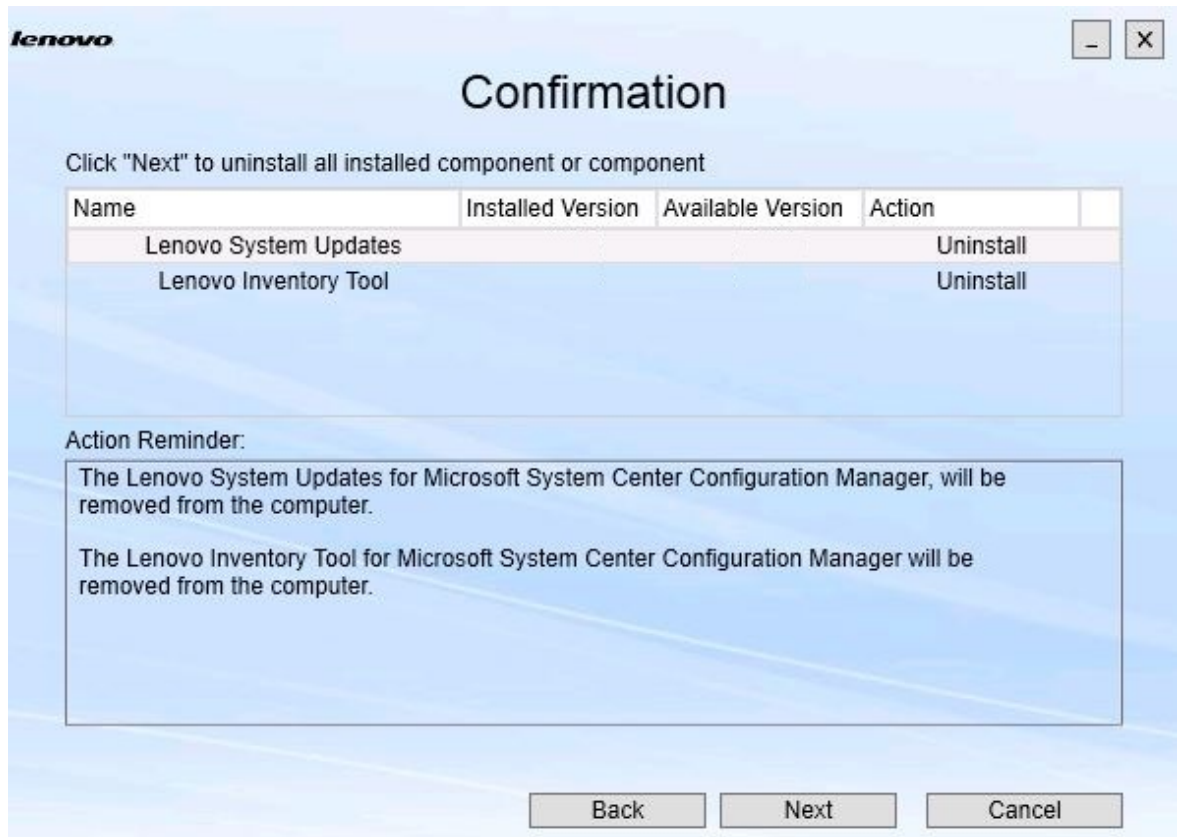 lenovo
_ X
Confirmation
Click "Next" to uninstall all installed component or component
Name Installed Version Available Version Action
Lenovo System Updates Uninstall
Lenovo Inventory Tool Uninstall
Action Reminder:
The Lenovo System Updates for Microsoft System Center Configuration Manager, will be
removed from the computer.
The Lenovo Inventory Tool for Microsoft System Center Configuration Manager will be
removed from the computer.
Back Next Cancel